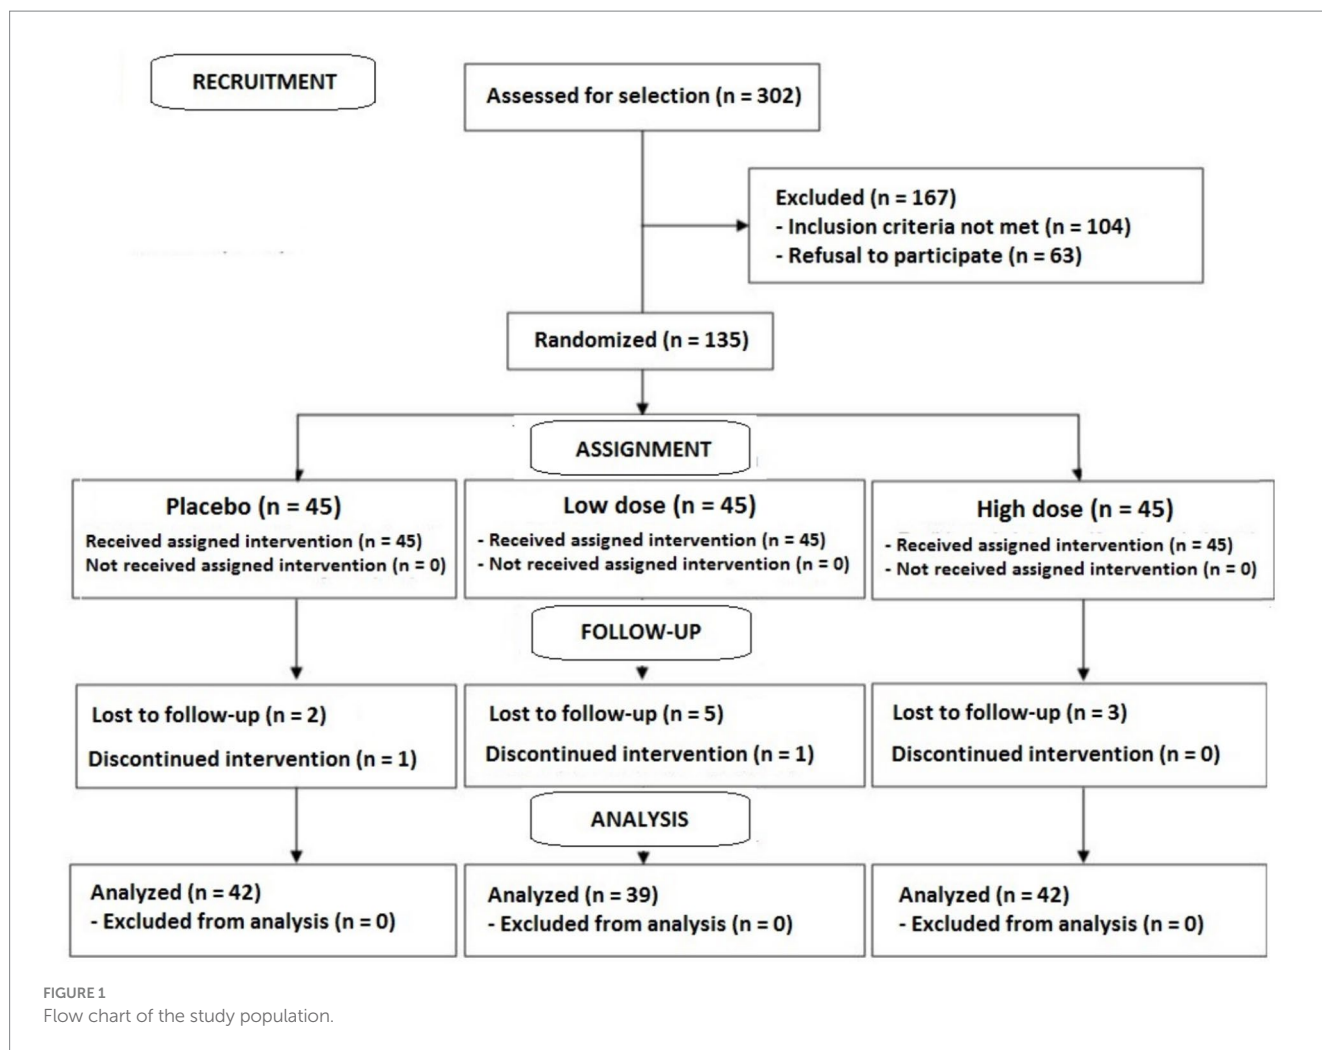 RECRUITMENT
Assessed for selection (n = 302)
Excluded (n = 167)
- Inclusion criteria not met (n = 104)
- Refusal to participate (n = 63)
Randomized (n = 135)
ASSIGNMENT
Placebo (n = 45)
Received assigned intervention (n = 45)
Not received assigned intervention (n = 0)
Low dose (n = 45)
- Received assigned intervention (n = 45)
- Not received assigned intervention (n = 0)
High dose (n = 45)
- Received assigned intervention (n = 45)
- Not received assigned intervention (n = 0)
FOLLOW-UP
Lost to follow-up (n = 2)
Discontinued intervention (n = 1)
Lost to follow-up (n = 5)
Discontinued intervention (n = 1)
Lost to follow-up (n = 3)
Discontinued intervention (n = 0)
ANALYSIS
Analyzed (n = 42)
- Excluded from analysis (n = 0)
Analyzed (n = 39)
- Excluded from analysis (n = 0)
Analyzed (n = 42)
- Excluded from analysis (n = 0)
FIGURE 1
Flow chart of the study population.